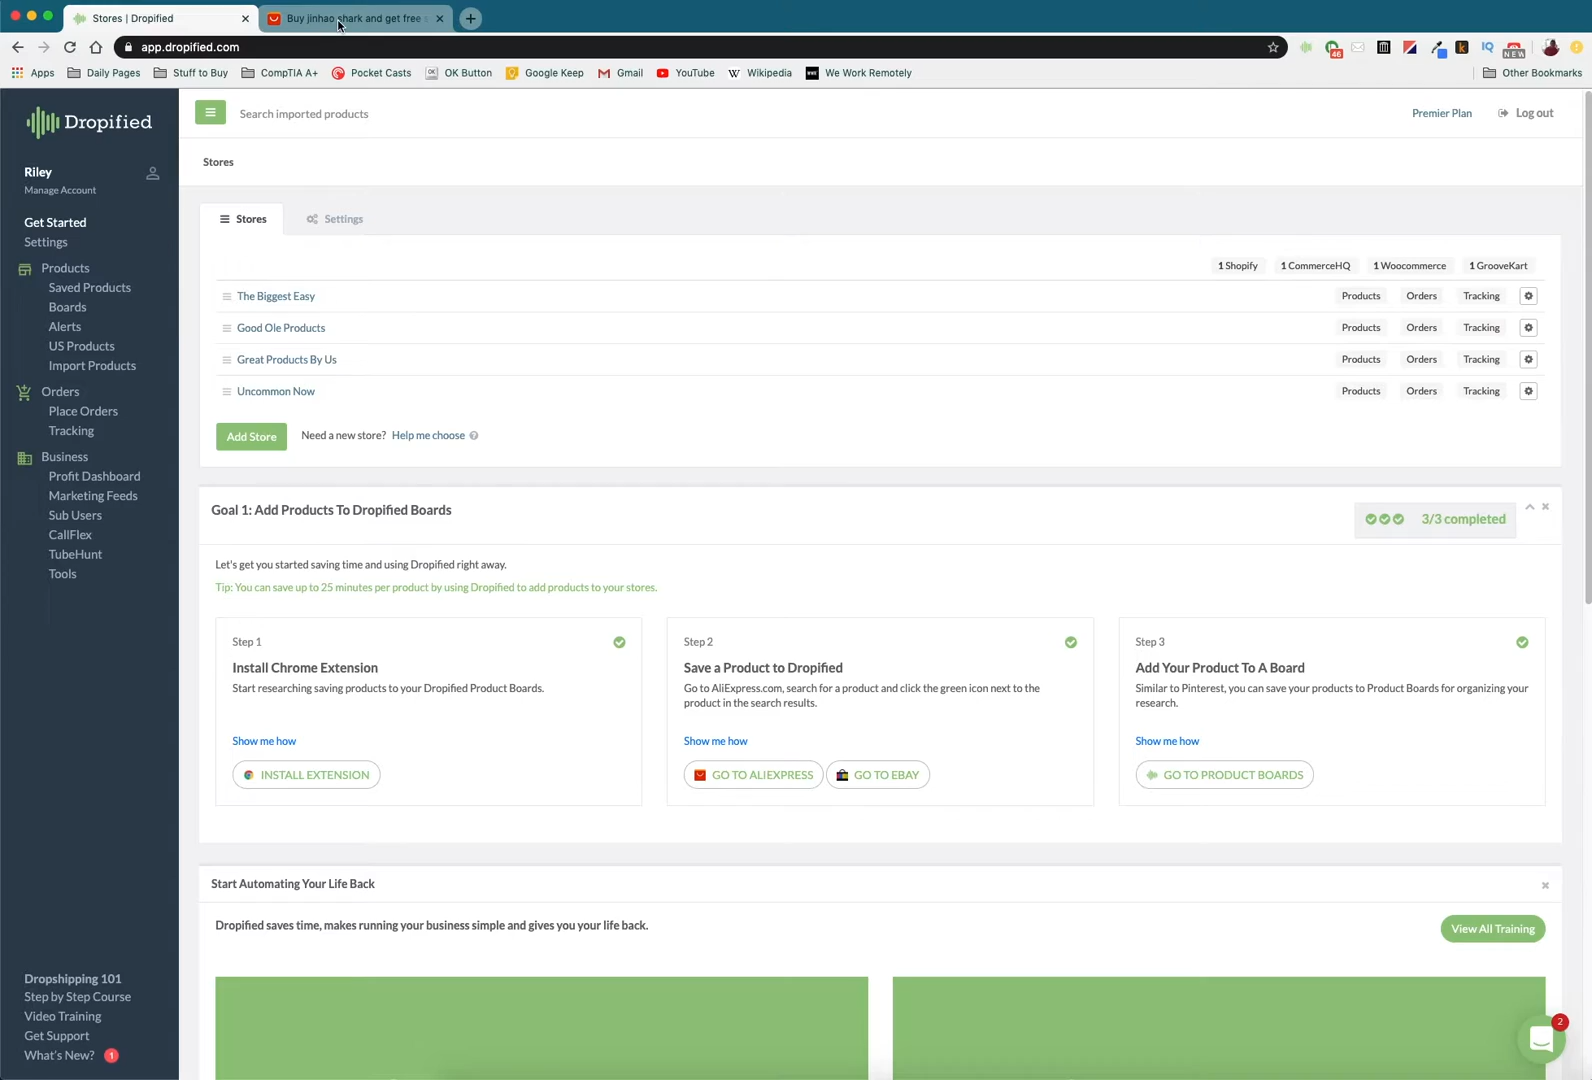 Stores | Dropified
Buy jinhao shark and get free s
app.dropified.com
46
IQ
NEW
Apps
Daily Pages
Stuff to Buy
CompTIA A+
Pocket Casts
OK Button
Google Keep
Gmail
YouTube
Wikipedia
We Work Remotely
Other Bookmarks
Dropified
Search imported products
Premier Plan
Log out
Riley
Manage Account
Stores
Get Started
Settings
Products
Saved Products
Boards
Alerts
US Products
Import Products
Orders
Place Orders
Tracking
Business
Profit Dashboard
Marketing Feeds
Sub Users
CallFlex
TubeHunt
Tools
Dropshipping 101
Step by Step Course
Video Training
Get Support
What's New? 1
Stores
Settings
1 Shopify
1 CommerceHQ
1 Woocommerce
1 GrooveKart
The Biggest Easy Products Orders Tracking
Good Ole Products Products Orders Tracking
Great Products By Us Products Orders Tracking
Uncommon Now Products Orders Tracking
Add Store
Need a new store? Help me choose
Goal 1: Add Products To Dropified Boards
3/3 completed
Let's get you started saving time and using Dropified right away.
Tip: You can save up to 25 minutes per product by using Dropified to add products to your stores.
Step 1
Install Chrome Extension
Start researching saving products to your Dropified Product Boards.
Show me how
INSTALL EXTENSION
Step 2
Save a Product to Dropified
Go to AliExpress.com, search for a product and click the green icon next to the
product in the search results.
Show me how
GO TO ALIEXPRESS
GO TO EBAY
Step 3
Add Your Product To A Board
Similar to Pinterest, you can save your products to Product Boards for organizing your
research.
Show me how
GO TO PRODUCT BOARDS
Start Automating Your Life Back
Dropified saves time, makes running your business simple and gives you your life back.
View All Training
2